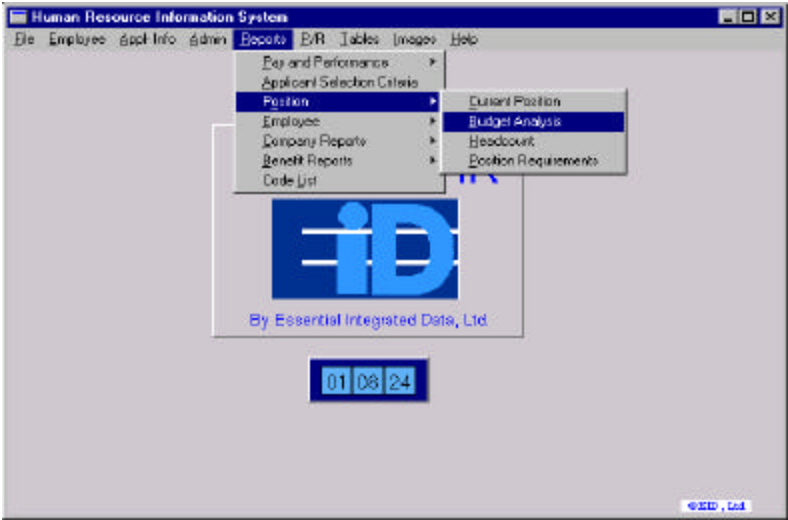 Human Resource Information System
File Employee Appl-Info Admin Reports P/R Tables Images Help
Pay and Performance
Applicant Selection Criteria
Position
Employee
Company Reports
Benefit Reports
Code List
Current Position
Budget Analysis
Headcount
Position Requirements
iD
By Essential Integrated Data, Ltd.
01 08 24
©EID, Ltd.